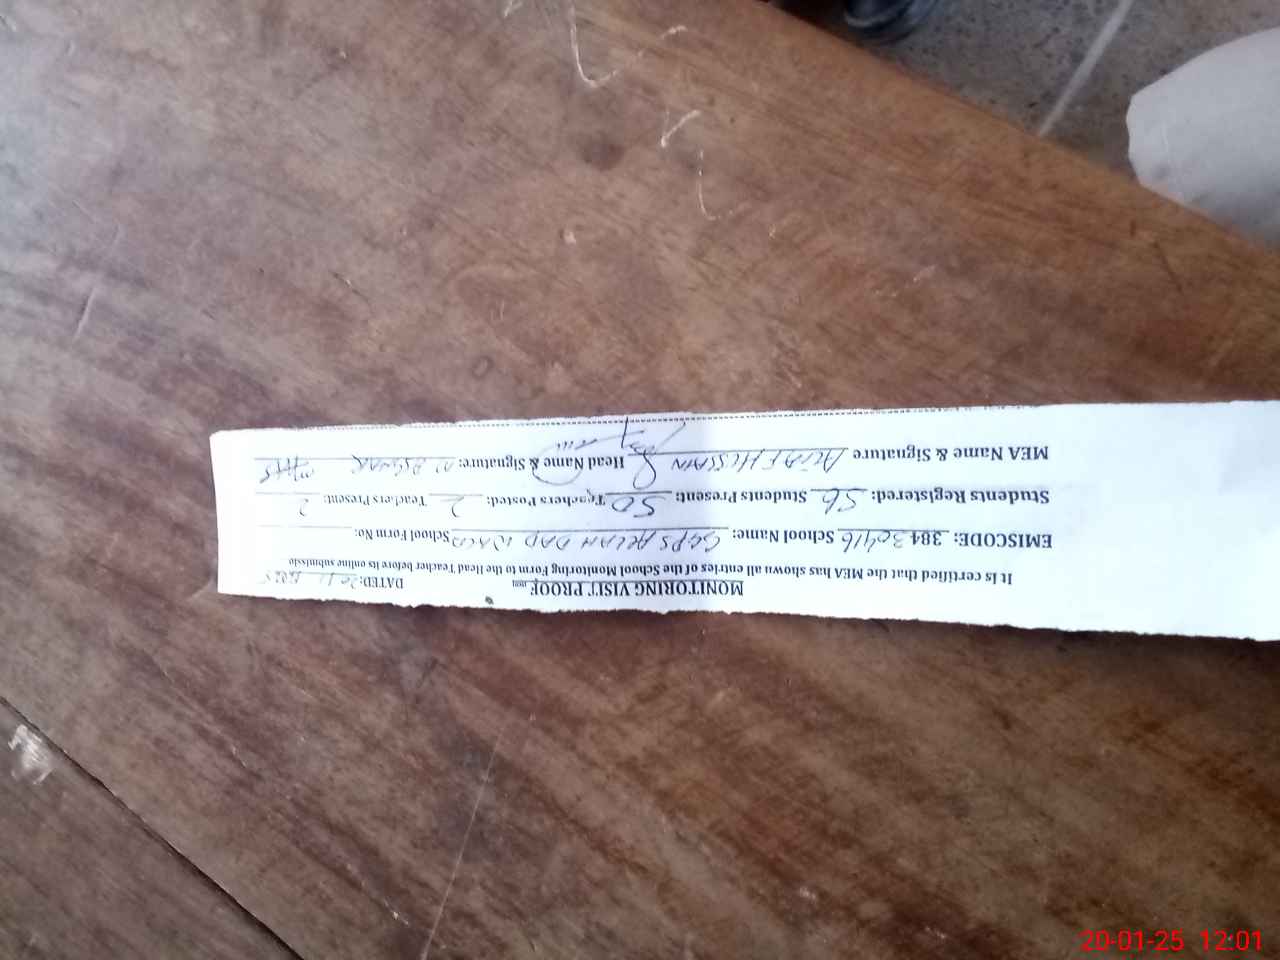 MONITORING VISIT PROOF DATED: 20-1-2025
It is certified that the MEA has shown all entries of the School Monitoring Form to the Head Teacher before its online submissio
EMISCODE: 384 30416 School Name: GGPS ALLAH DAD School Form No:
Students Registered: 56 Students Present: 50 Teachers Posted: 2 Teachers Present: 2
MEA Name & Signature ALTAF HUSSAIN Head Name & Signature:
20-01-25 12:01